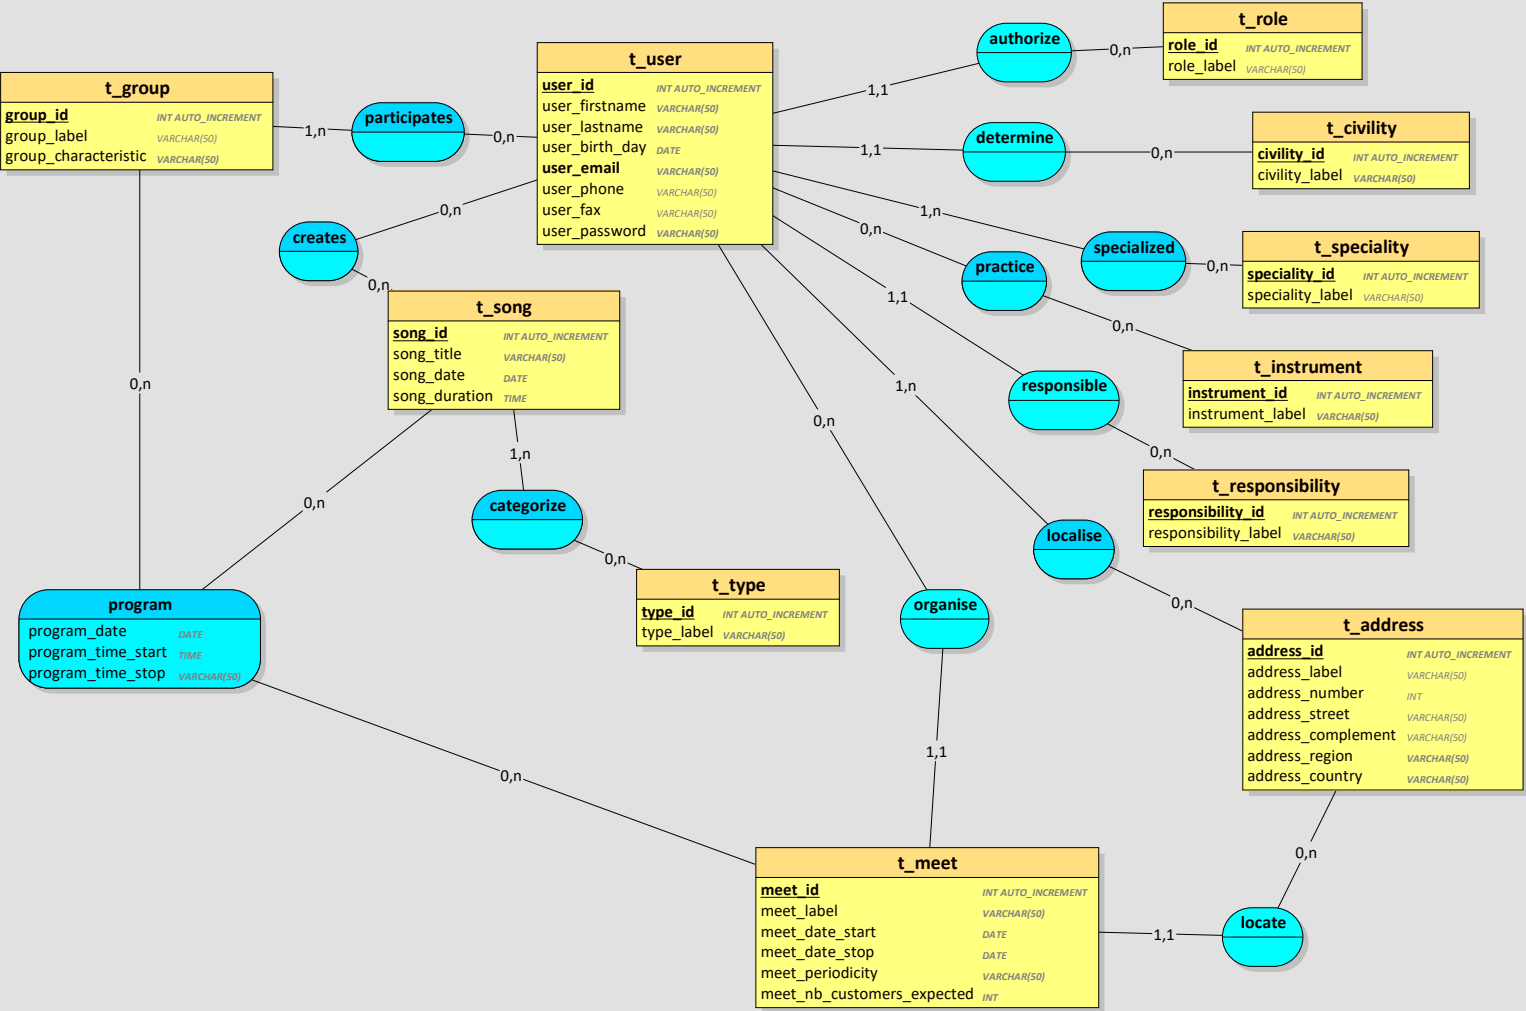 t_role
role_id INT AUTO_INCREMENT
role_label VARCHAR(50)
authorize
0,n
1,1
t_user
user_id INT AUTO_INCREMENT
user_firstname VARCHAR(50)
user_lastname VARCHAR(50)
user_birth_day DATE
user_email VARCHAR(50)
user_phone VARCHAR(50)
user_fax VARCHAR(50)
user_password VARCHAR(50)
t_group
group_id INT AUTO_INCREMENT
group_label VARCHAR(50)
group_characteristic VARCHAR(50)
1,n
participates
0,n
determine
1,1
0,n
t_civility
civility_id INT AUTO_INCREMENT
civility_label VARCHAR(50)
0,n
creates
0,n
1,n
specialized
0,n
t_speciality
speciality_id INT AUTO_INCREMENT
speciality_label VARCHAR(50)
0,n
practice
0,n
t_instrument
instrument_id INT AUTO_INCREMENT
instrument_label VARCHAR(50)
t_song
song_id INT AUTO_INCREMENT
song_title VARCHAR(50)
song_date DATE
song_duration TIME
1,1
responsible
0,n
t_responsibility
responsibility_id INT AUTO_INCREMENT
responsibility_label VARCHAR(50)
0,n
0,n
1,n
categorize
0,n
t_type
type_id INT AUTO_INCREMENT
type_label VARCHAR(50)
1,n
localise
0,n
0,n
organise
1,1
program
program_date DATE
program_time_start TIME
program_time_stop VARCHAR(50)
0,n
t_address
address_id INT AUTO_INCREMENT
address_label VARCHAR(50)
address_number INT
address_street VARCHAR(50)
address_complement VARCHAR(50)
address_region VARCHAR(50)
address_country VARCHAR(50)
0,n
locate
1,1
t_meet
meet_id INT AUTO_INCREMENT
meet_label VARCHAR(50)
meet_date_start DATE
meet_date_stop DATE
meet_periodicity VARCHAR(50)
meet_nb_customers_expected INT